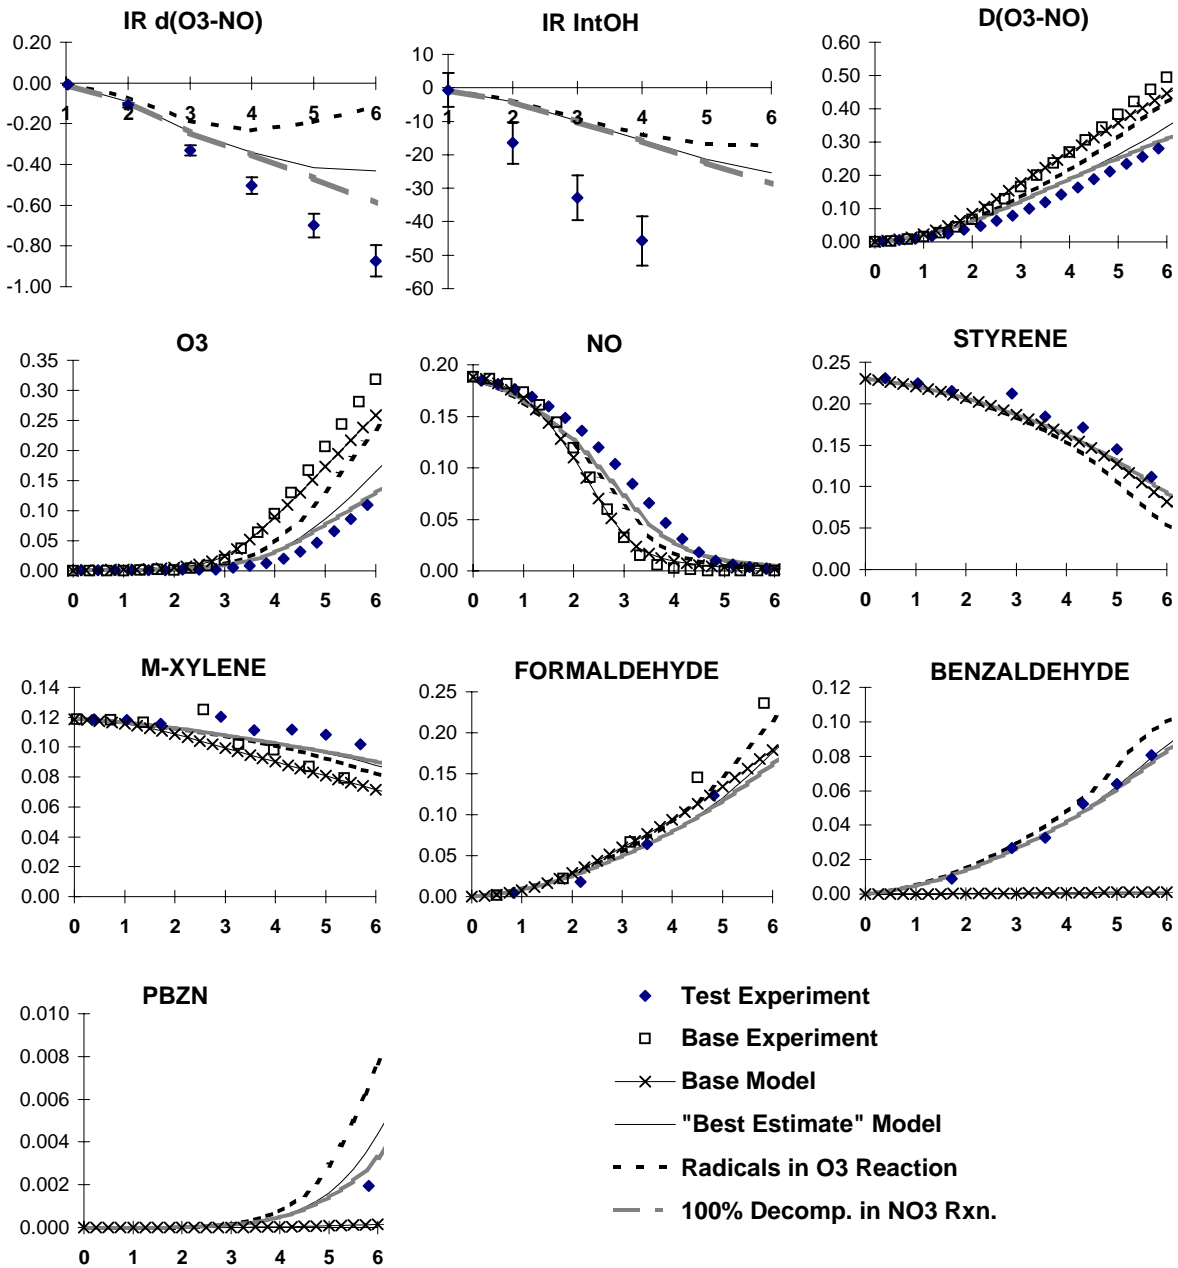 IR d(O3-NO)
0.20
0.00
-0.20
-0.40
-0.60
-0.80
-1.00
1 2 3 4 5 6
IR IntOH
10
0
-10
-20
-30
-40
-50
-60
1 2 3 4 5 6
D(O3-NO)
0.60
0.50
0.40
0.30
0.20
0.10
0.00
0 1 2 3 4 5 6
O3
0.35
0.30
0.25
0.20
0.15
0.10
0.05
0.00
0 1 2 3 4 5 6
NO
0.20
0.15
0.10
0.05
0.00
0 1 2 3 4 5 6
STYRENE
0.25
0.20
0.15
0.10
0.05
0.00
0 1 2 3 4 5 6
M-XYLENE
0.14
0.12
0.10
0.08
0.06
0.04
0.02
0.00
0 1 2 3 4 5 6
FORMALDEHYDE
0.25
0.20
0.15
0.10
0.05
0.00
0 1 2 3 4 5 6
BENZALDEHYDE
0.12
0.10
0.08
0.06
0.04
0.02
0.00
0 1 2 3 4 5 6
PBZN
0.010
0.008
0.006
0.004
0.002
0.000
0 1 2 3 4 5 6
Test Experiment
Base Experiment
Base Model
"Best Estimate" Model
Radicals in O3 Reaction
100% Decomp. in NO3 Rxn.